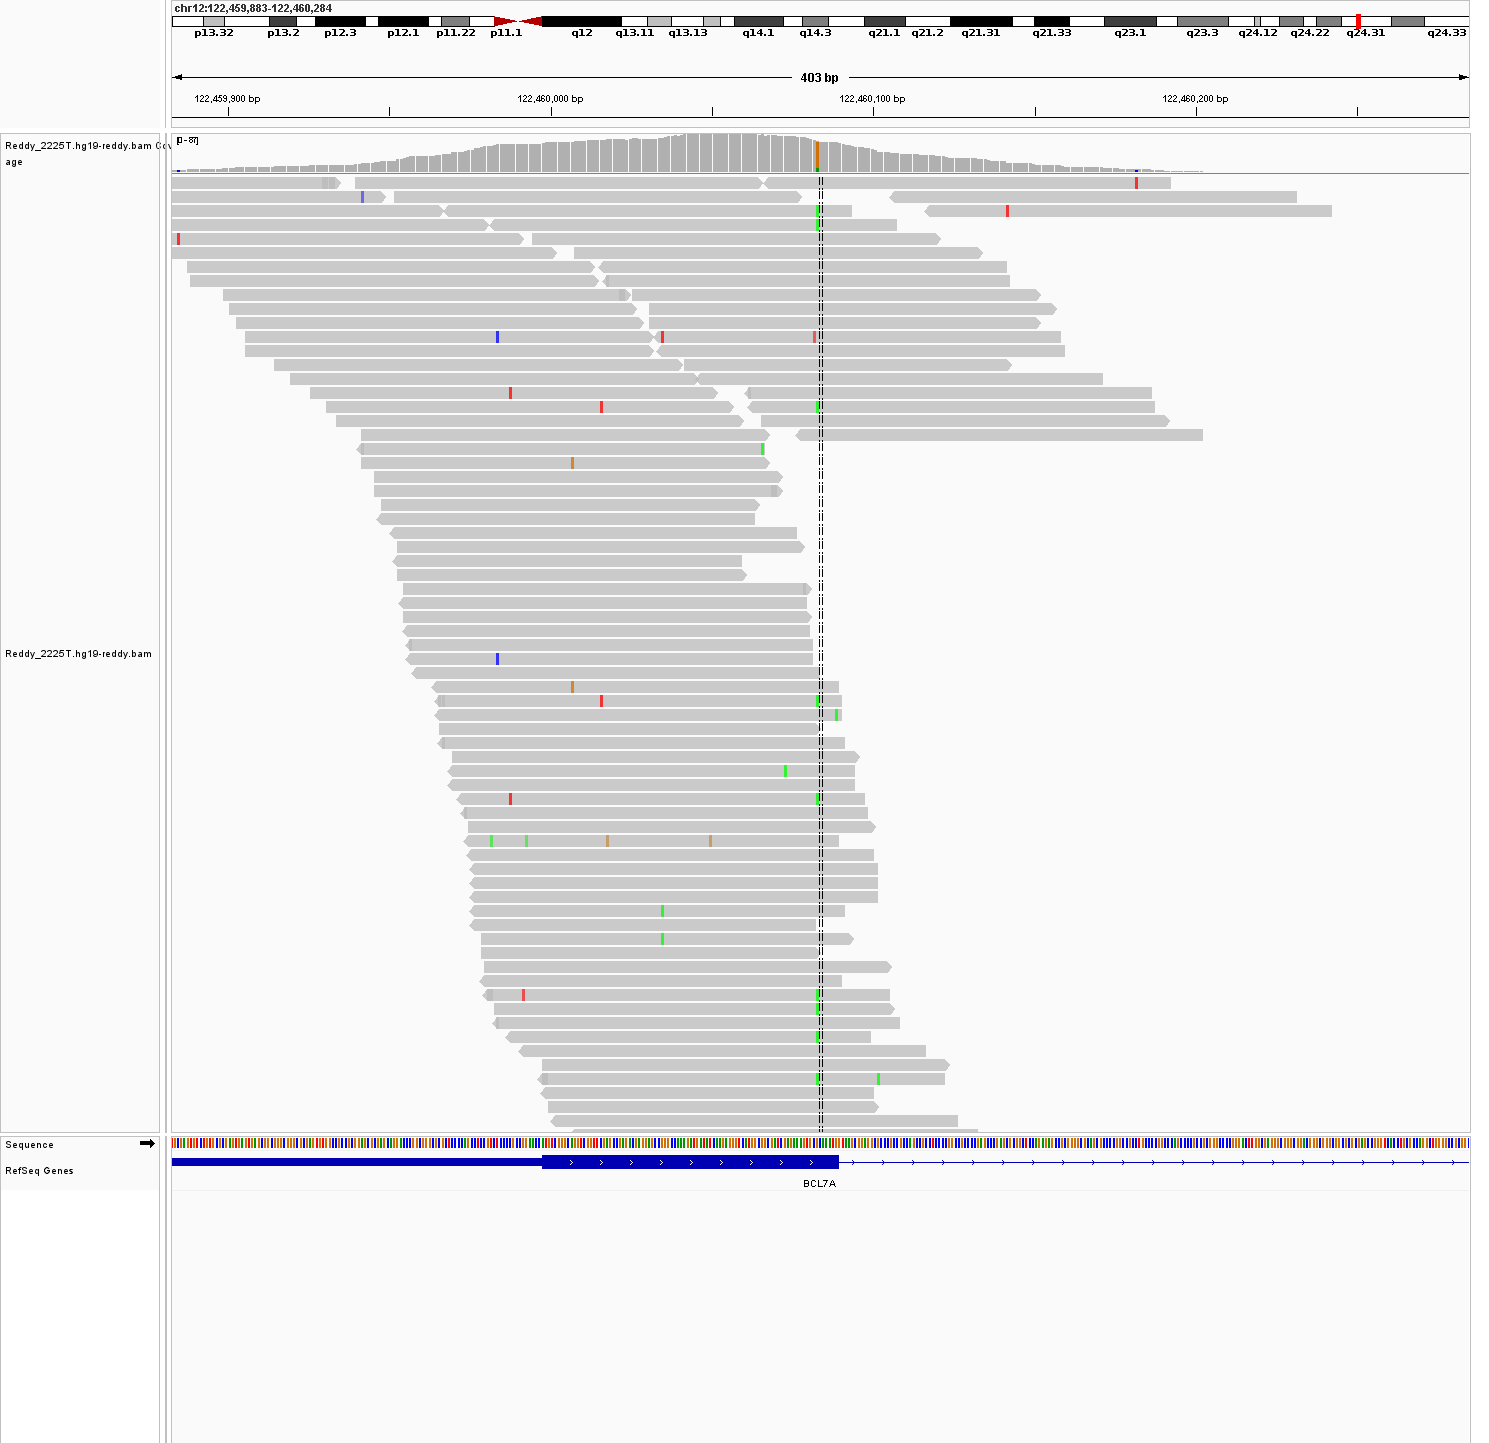 chr12:122,459,883-122,460,284
p13.32 p13.2 p12.3 p12.1 p11.22 p11.1 q12 q13.11 q13.13 q14.1 q14.3 q21.1 q21.2 q21.31 q21.33 q23.1 q23.3 q24.12 q24.22 q24.31 q24.33
403 bp
122,459,900 bp 122,460,000 bp 122,460,100 bp 122,460,200 bp
[0 - 87]
Reddy_2225T.hg19-reddy.bam Cov
age
Reddy_2225T.hg19-reddy.bam
Sequence
RefSeq Genes
BCL7A